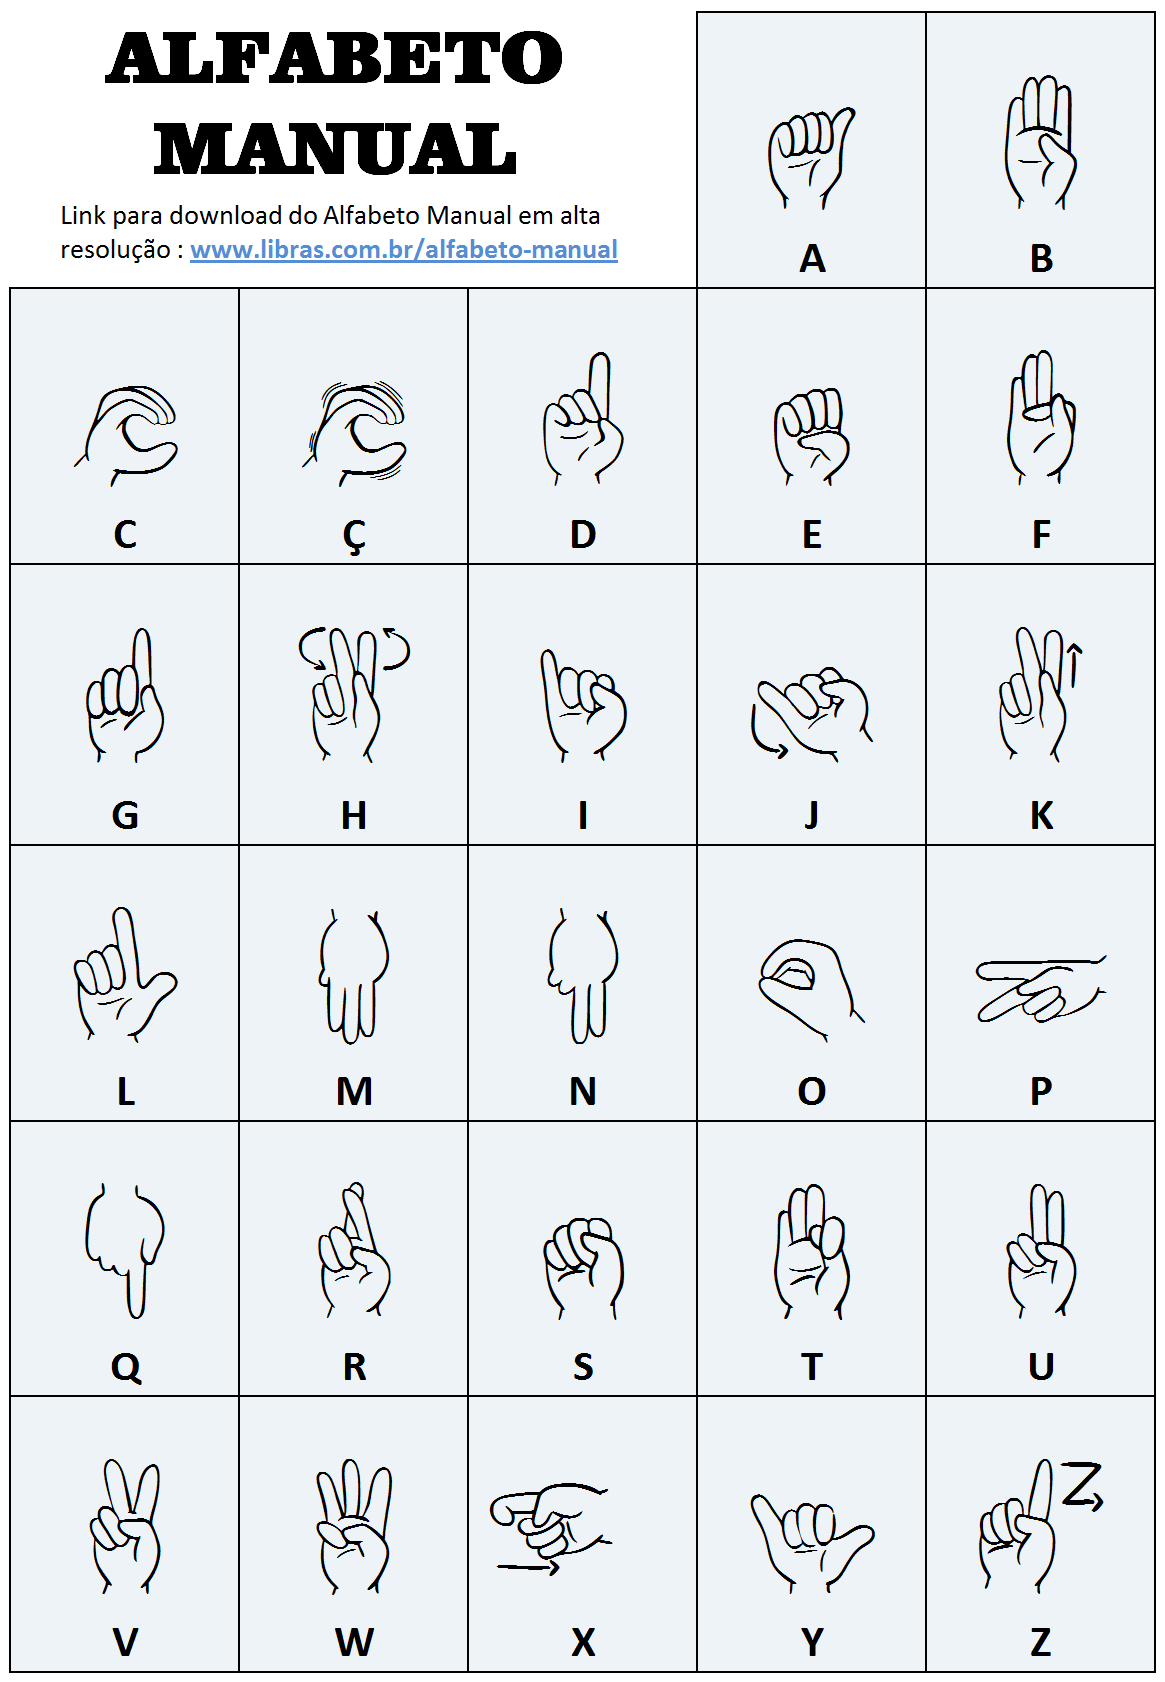 ALFABETO
MANUAL
Link para download do Alfabeto Manual em alta
resolução : www.libras.com.br/alfabeto-manual
A B
C Ç D E F
G H I J K
L M N O P
Q R S T U
Z
V W X Y Z